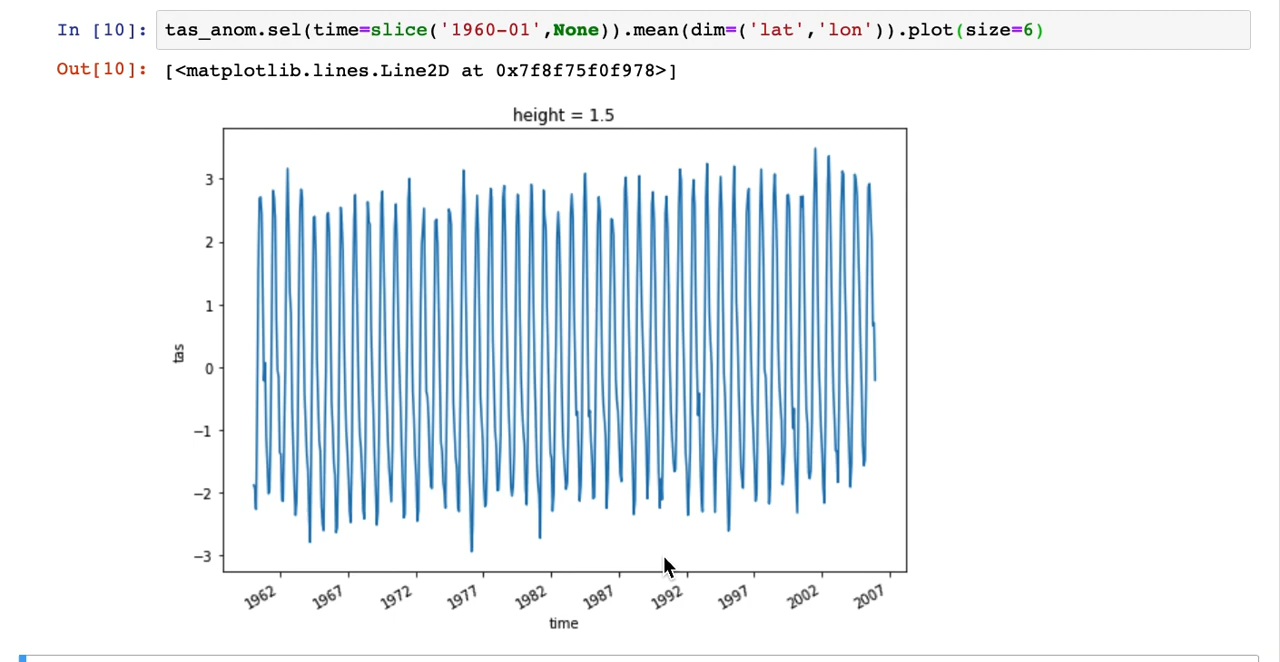 In [10]: tas_anom.sel(time=slice('1960-01',None)).mean(dim=('lat','lon')).plot(size=6)
Out[10]: [<matplotlib.lines.Line2D at 0x7f8f75f0f978>]
height = 1.5
3
2
1
0
−1
−2
−3
tas
1962 1967 1972 1977 1982 1987 1992 1997 2002 2007
time